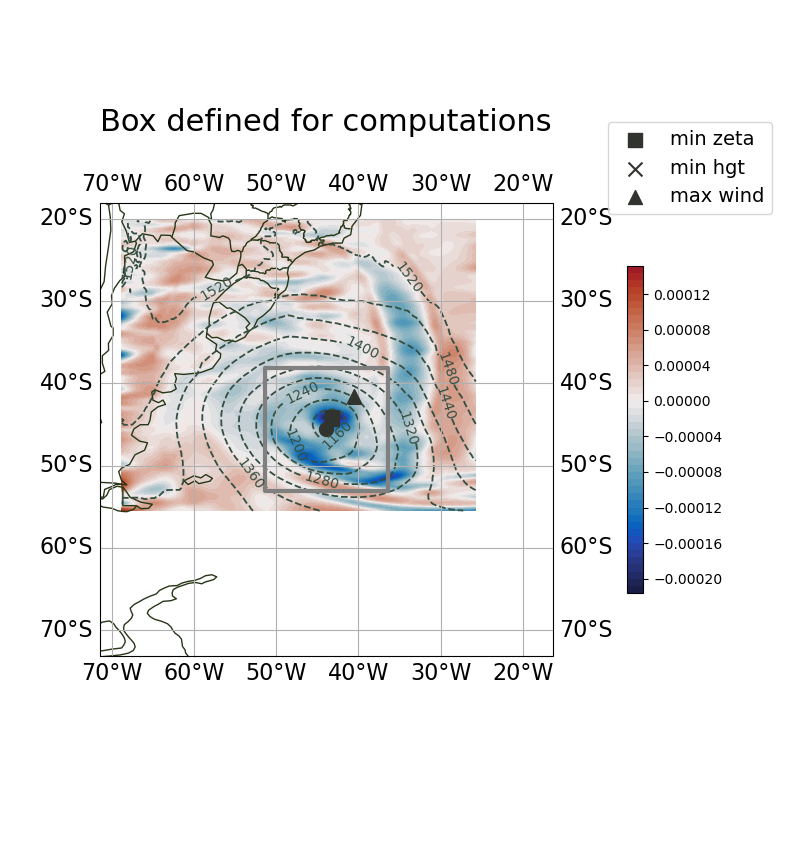 Box defined for computations
min zeta
min hgt
max wind
70°W 60°W 50°W 40°W 30°W 20°W
20°S 20°S
30°S 30°S
40°S 40°S
50°S 50°S
60°S 60°S
70°S 70°S
70°W 60°W 50°W 40°W 30°W 20°W
1520
1520
1520
1400
1480
1440
1240
1320
1160
1200
1360
1280
0.00012
0.00008
0.00004
0.00000
−0.00004
−0.00008
−0.00012
−0.00016
−0.00020